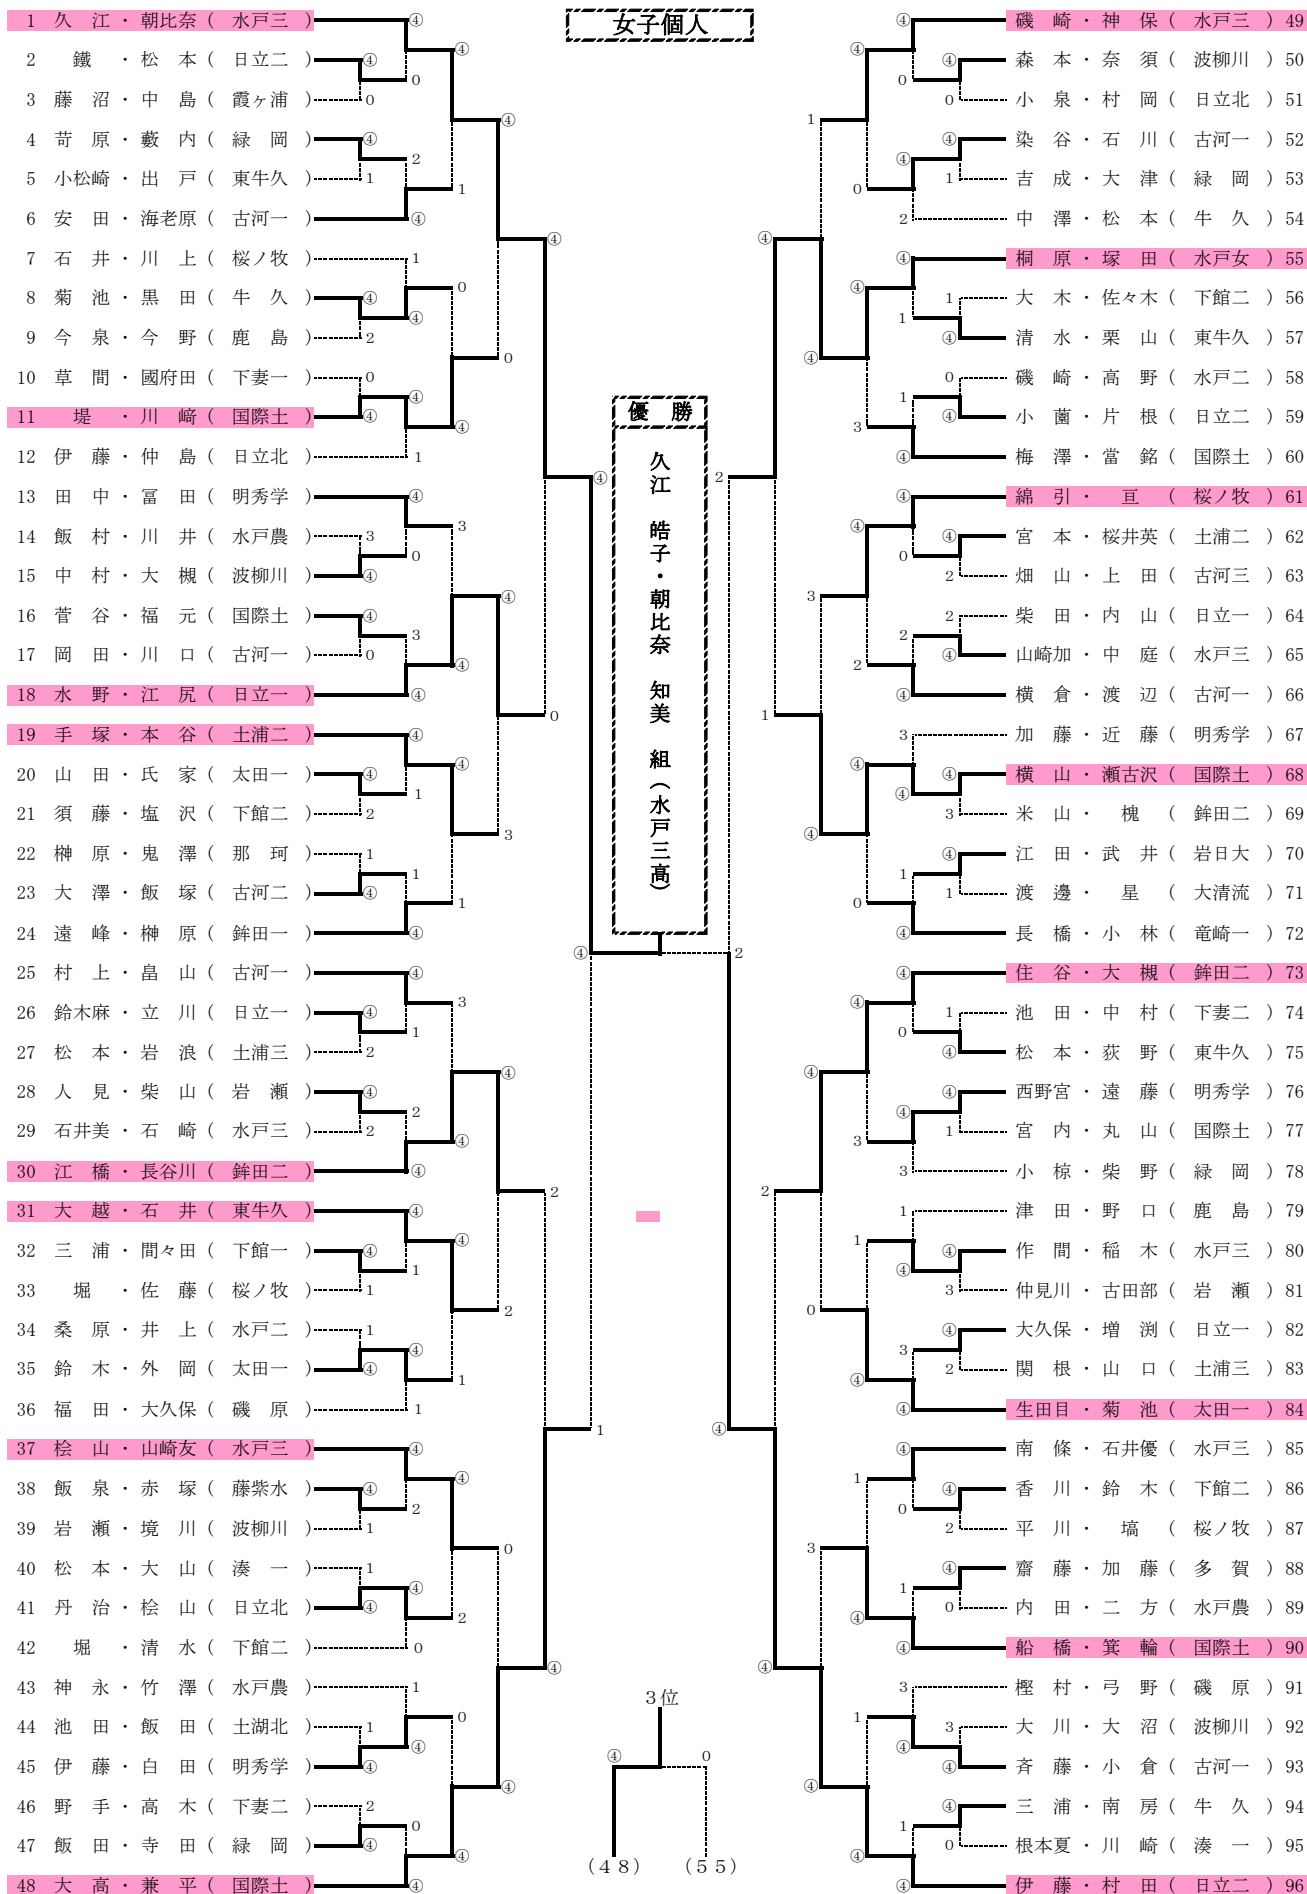 女子個人
1 久 江・朝比奈（水戸三）
2 鐵 ・松 本（日立二）
3 藤 沼・中 島（霞ヶ浦）
4 苛 原・藪 内（緑 岡）
5 小松崎・出 戸（東牛久）
6 安 田・海老原（古河一）
7 石 井・川 上（桜ノ牧）
8 菊 池・黒 田（牛 久）
9 今 泉・今 野（鹿 島）
10 草 間・國府田（下妻一）
11 堤 ・川 﨑（国際土）
12 伊 藤・仲 島（日立北）
13 田 中・冨 田（明秀学）
14 飯 村・川 井（水戸農）
15 中 村・大 槻（波柳川）
16 菅 谷・福 元（国際土）
17 岡 田・川 口（古河一）
18 水 野・江 尻（日立一）
19 手 塚・本 谷（土浦二）
20 山 田・氏 家（太田一）
21 須 藤・塩 沢（下館二）
22 榊 原・鬼 澤（那 珂）
23 大 澤・飯 塚（古河二）
24 遠 峰・榊 原（鉾田一）
25 村 上・畠 山（古河一）
26 鈴木麻・立 川（日立一）
27 松 本・岩 浪（土浦三）
28 人 見・柴 山（岩 瀬）
29 石井美・石 崎（水戸三）
30 江 橋・長谷川（鉾田二）
31 大 越・石 井（東牛久）
32 三 浦・間々田（下館一）
33 堀 ・佐 藤（桜ノ牧）
34 桑 原・井 上（水戸二）
35 鈴 木・外 岡（太田一）
36 福 田・大久保（磯 原）
37 桧 山・山崎友（水戸三）
38 飯 泉・赤 塚（藤紫水）
39 岩 瀬・境 川（波柳川）
40 松 本・大 山（湊 一）
41 丹 治・桧 山（日立北）
42 堀 ・清 水（下館二）
43 神 永・竹 澤（水戸農）
44 池 田・飯 田（土湖北）
45 伊 藤・白 田（明秀学）
46 野 手・高 木（下妻二）
47 飯 田・寺 田（緑 岡）
48 大 高・兼 平（国際土）
優 勝
久江 皓子・朝比奈 知美 組（水戸三高）
3位
④ 0
（48） （55）
磯 崎・神 保（水戸三）49
森 本・奈 須（波柳川）50
小 泉・村 岡（日立北）51
染 谷・石 川（古河一）52
吉 成・大 津（緑 岡）53
中 澤・松 本（牛 久）54
桐 原・塚 田（水戸女）55
大 木・佐々木（下館二）56
清 水・栗 山（東牛久）57
磯 崎・高 野（水戸二）58
小 薗・片 根（日立二）59
梅 澤・當 銘（国際土）60
綿 引・ 亘 （桜ノ牧）61
宮 本・桜井英（土浦二）62
畑 山・上 田（古河三）63
柴 田・内 山（日立一）64
山崎加・中 庭（水戸三）65
横 倉・渡 辺（古河一）66
加 藤・近 藤（明秀学）67
横 山・瀬古沢（国際土）68
米 山・ 槐 （鉾田二）69
江 田・武 井（岩日大）70
渡 邊・ 星 （大清流）71
長 橋・小 林（竜崎一）72
住 谷・大 槻（鉾田二）73
池 田・中 村（下妻二）74
松 本・荻 野（東牛久）75
西野宮・遠 藤（明秀学）76
宮 内・丸 山（国際土）77
小 椋・柴 野（緑 岡）78
津 田・野 口（鹿 島）79
作 間・稲 木（水戸三）80
仲見川・古田部（岩 瀬）81
大久保・増 渕（日立一）82
関 根・山 口（土浦三）83
生田目・菊 池（太田一）84
南 條・石井優（水戸三）85
香 川・鈴 木（下館二）86
平 川・ 塙 （桜ノ牧）87
齋 藤・加 藤（多 賀）88
内 田・二 方（水戸農）89
船 橋・箕 輪（国際土）90
樫 村・弓 野（磯 原）91
大 川・大 沼（波柳川）92
斉 藤・小 倉（古河一）93
三 浦・南 房（牛 久）94
根本夏・川 崎（湊 一）95
伊 藤・村 田（日立二）96